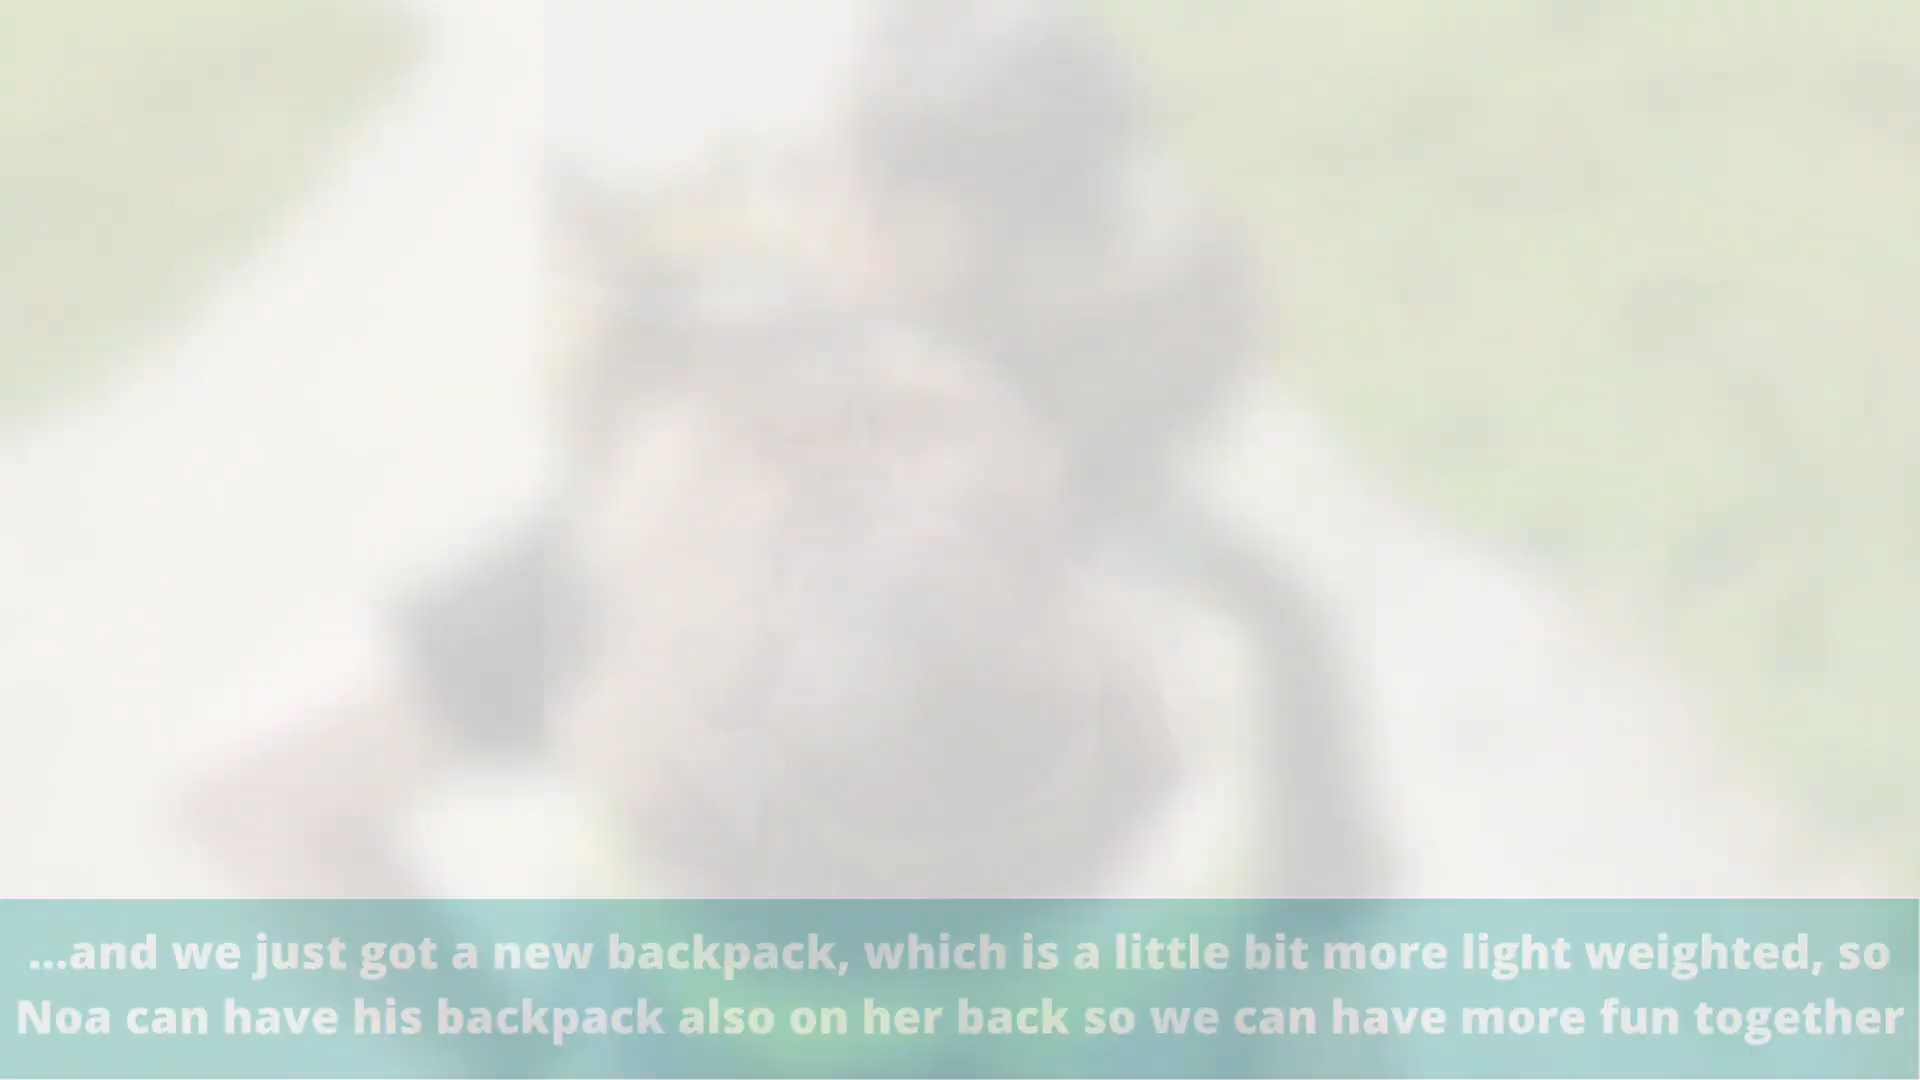 ...and we just got a new backpack, which is a little bit more light weighted, so
Noa can have his backpack also on her back so we can have more fun together